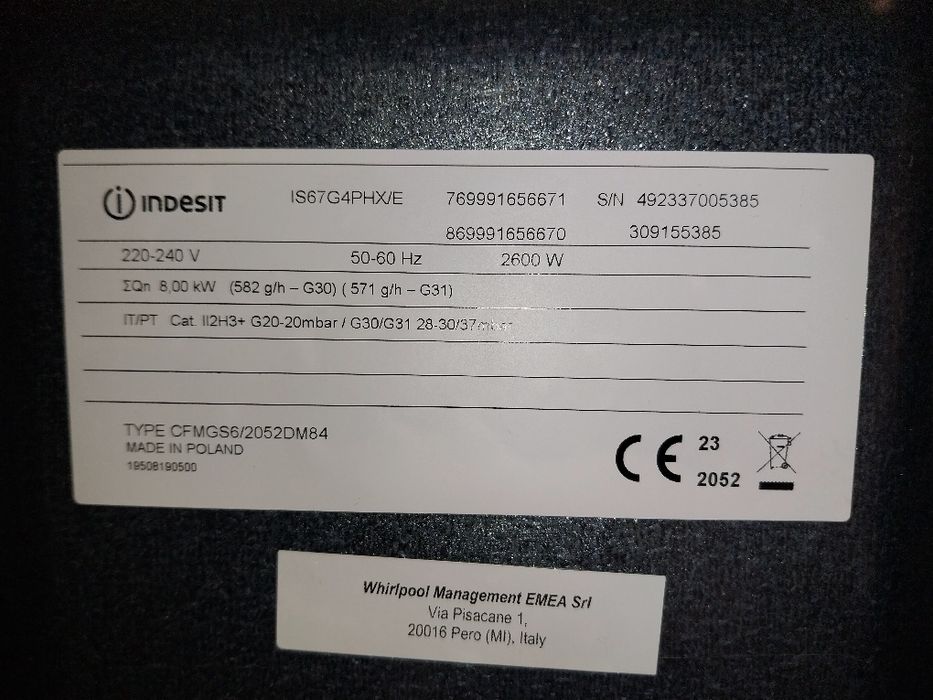 INDESIT IS67G4PHX/E 769991656671 S/N 492337005385
869991656670 309155385
220-240 V 50-60 Hz 2600 W
ΣQn 8,00 kW (582 g/h – G30) ( 571 g/h – G31)
IT/PT Cat. II2H3+ G20-20mbar / G30/G31 28-30/37mbar
TYPE CFMGS6/2052DM84
MADE IN POLAND
19508190500
CE 23
2052
Whirlpool Management EMEA Srl
Via Pisacane 1,
20016 Pero (MI), Italy